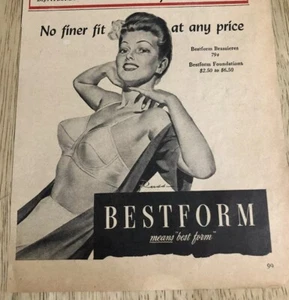 No finer fit at any price
Bestform Brassieres
79¢
Bestform Foundations
$2.50 to $6.50
BESTFORM
means "best form"